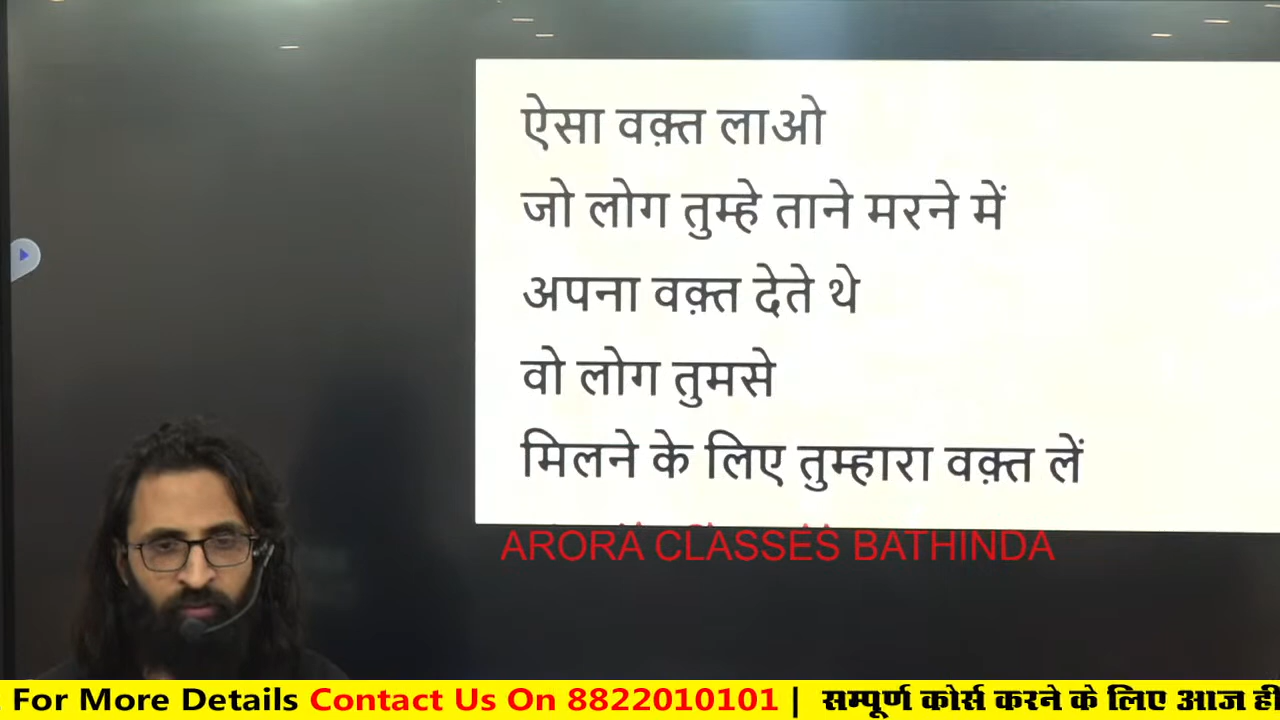 ऐसा वक़्त लाओ
जो लोग तुम्हे ताने मरने में
अपना वक़्त देते थे
वो लोग तुमसे
मिलने के लिए तुम्हारा वक़्त लें
ARORA CLASSES BATHINDA
For More Details Contact Us On 8822010101 | सम्पूर्ण कोर्स करने के लिए आज ही